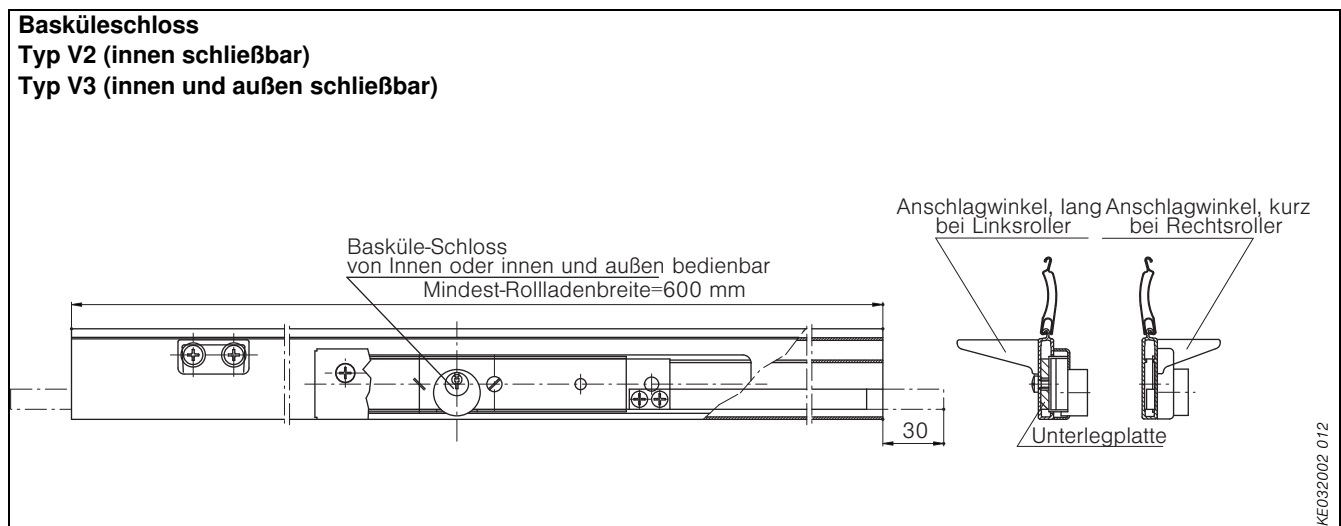 Basküleschloss
Typ V2 (innen schließbar)
Typ V3 (innen und außen schließbar)
Anschlagwinkel, lang
bei Linksroller
Anschlagwinkel, kurz
bei Rechtsroller
Basküle-Schloss
von Innen oder innen und außen bedienbar
Mindest-Rollladenbreite=600 mm
30
Unterlegplatte
KE032002 012